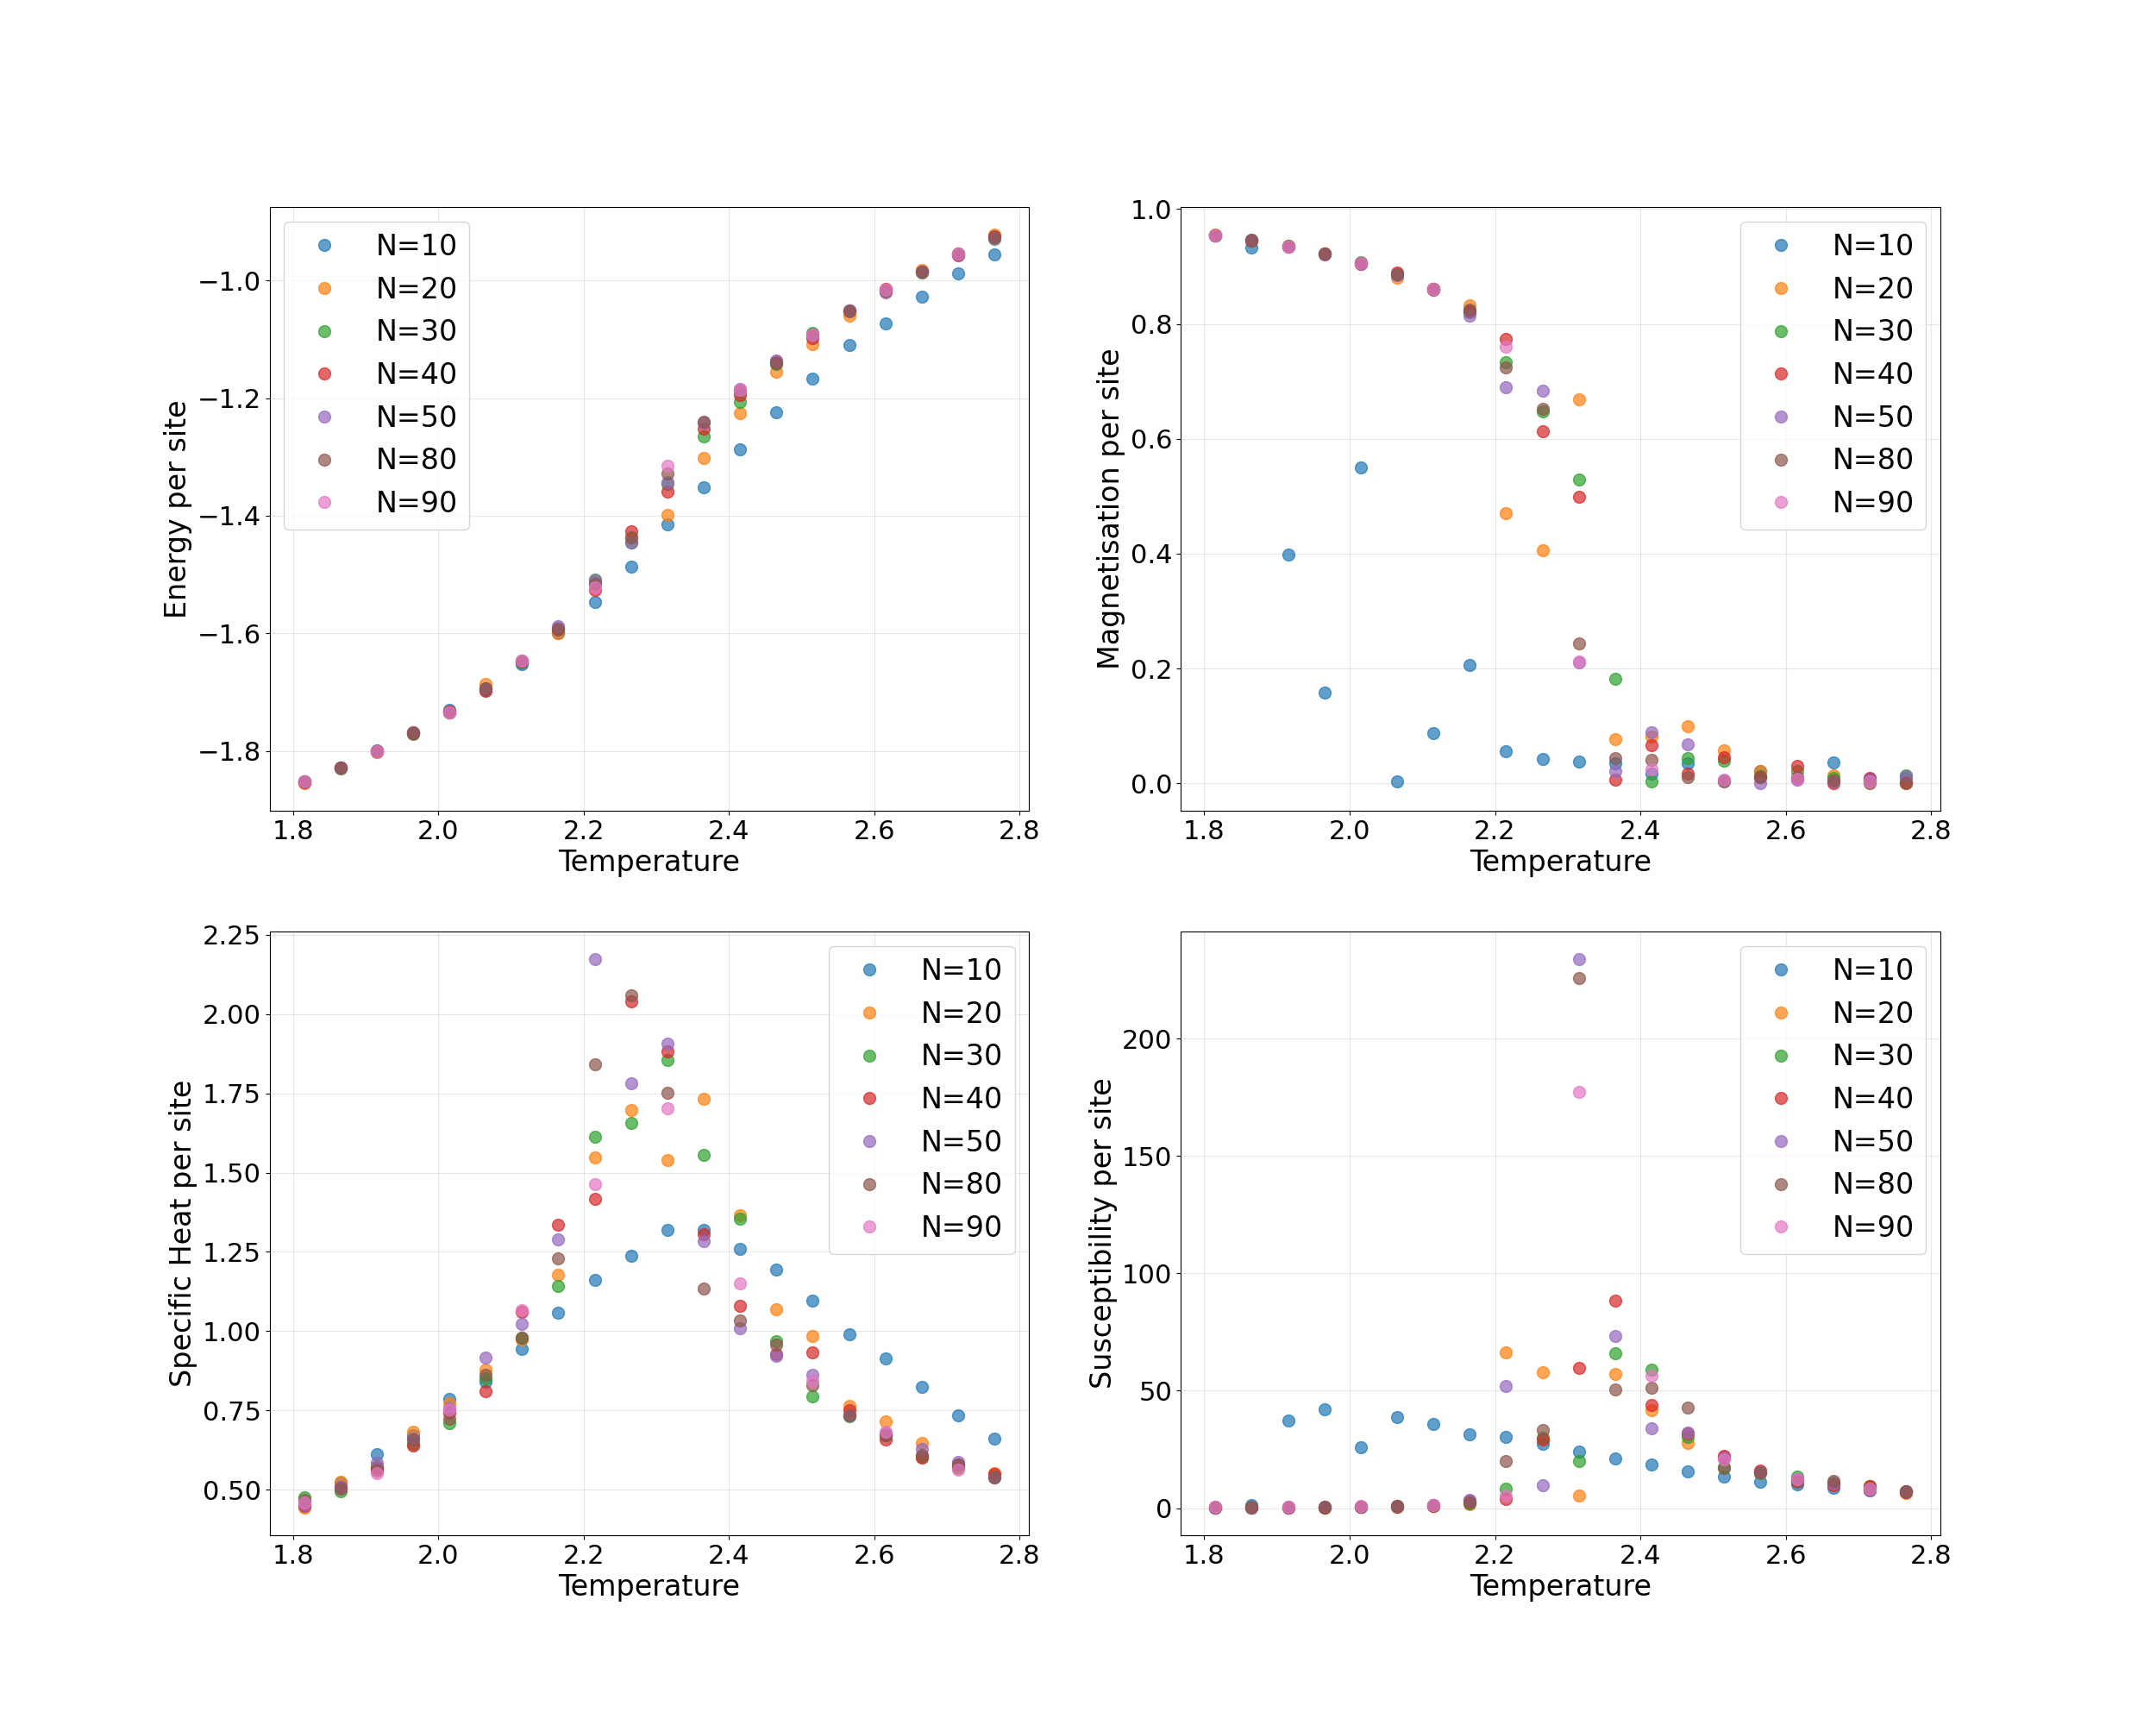 N=10
N=20
N=30
N=40
N=50
N=80
N=90
−1.0
−1.2
−1.4
−1.6
−1.8
Energy per site
1.8 2.0 2.2 2.4 2.6 2.8
Temperature
N=10
N=20
N=30
N=40
N=50
N=80
N=90
1.0
0.8
0.6
0.4
0.2
0.0
Magnetisation per site
1.8 2.0 2.2 2.4 2.6 2.8
Temperature
N=10
N=20
N=30
N=40
N=50
N=80
N=90
2.25
2.00
1.75
1.50
1.25
1.00
0.75
0.50
Specific Heat per site
1.8 2.0 2.2 2.4 2.6 2.8
Temperature
N=10
N=20
N=30
N=40
N=50
N=80
N=90
200
150
100
50
0
Susceptibility per site
1.8 2.0 2.2 2.4 2.6 2.8
Temperature